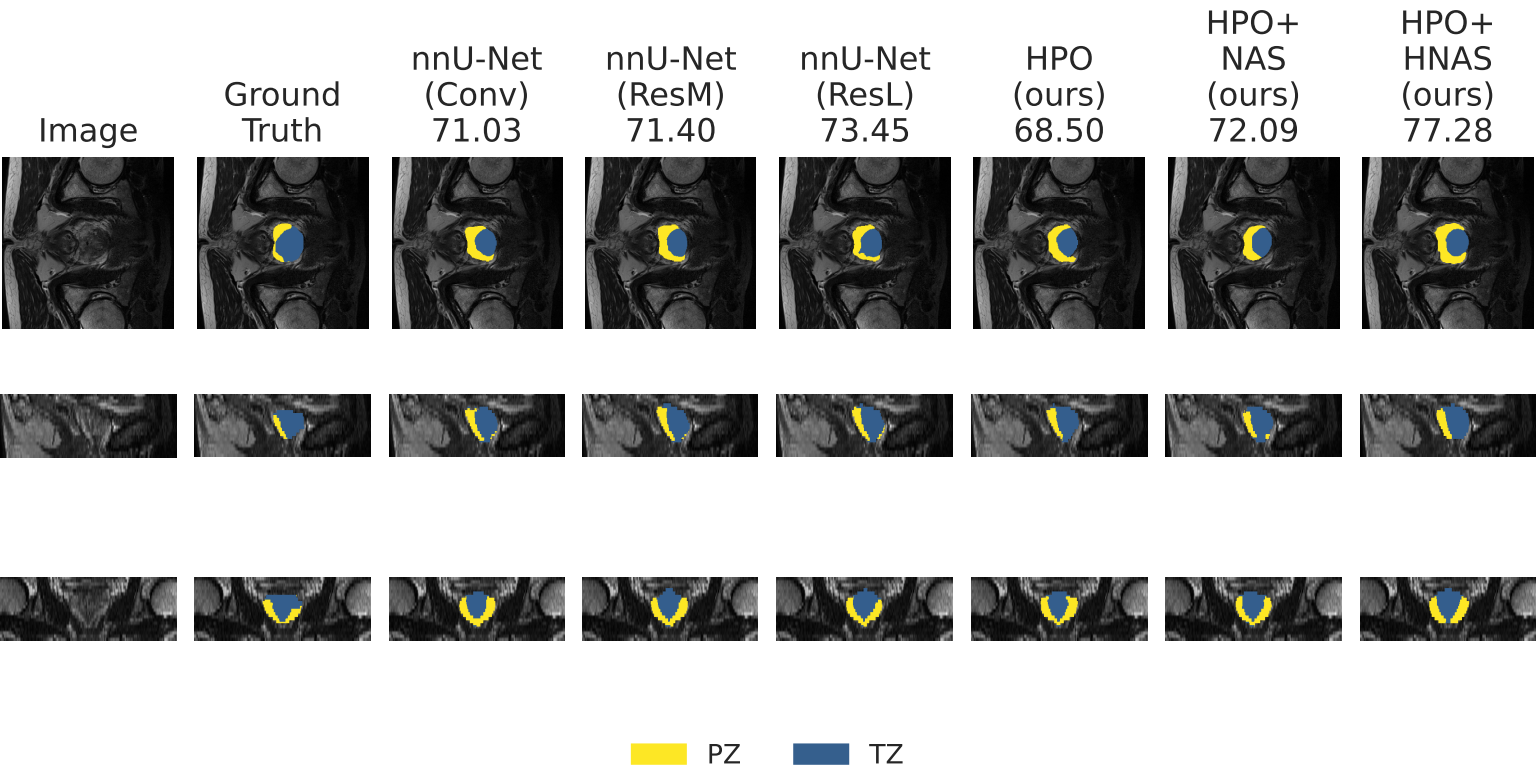 Image
Ground
Truth
nnU-Net
(Conv)
71.03
nnU-Net
(ResM)
71.40
nnU-Net
(ResL)
73.45
HPO
(ours)
68.50
HPO+
NAS
(ours)
72.09
HPO+
HNAS
(ours)
77.28
PZ
TZ